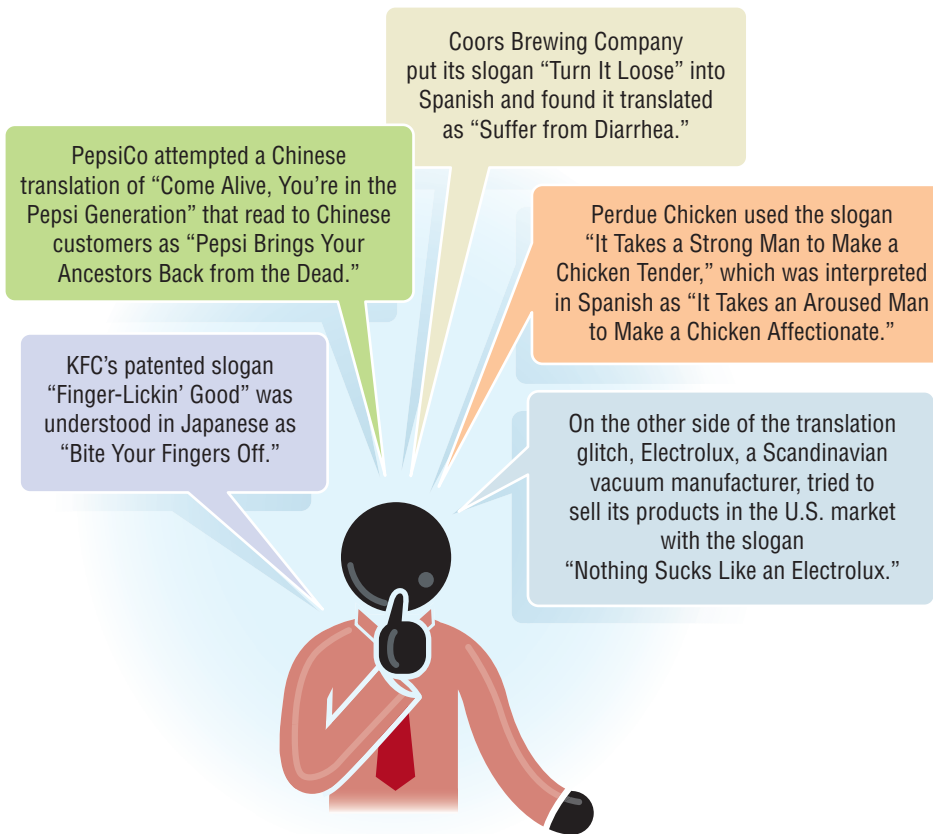 Coors Brewing Company
put its slogan “Turn It Loose” into
Spanish and found it translated
as “Suffer from Diarrhea.”
PepsiCo attempted a Chinese
translation of “Come Alive, You’re in the
Pepsi Generation” that read to Chinese
customers as “Pepsi Brings Your
Ancestors Back from the Dead.”
Perdue Chicken used the slogan
“It Takes a Strong Man to Make a
Chicken Tender,” which was interpreted
in Spanish as “It Takes an Aroused Man
to Make a Chicken Affectionate.”
KFC’s patented slogan
“Finger-Lickin’ Good” was
understood in Japanese as
“Bite Your Fingers Off.”
On the other side of the translation
glitch, Electrolux, a Scandinavian
vacuum manufacturer, tried to
sell its products in the U.S. market
with the slogan
“Nothing Sucks Like an Electrolux.”